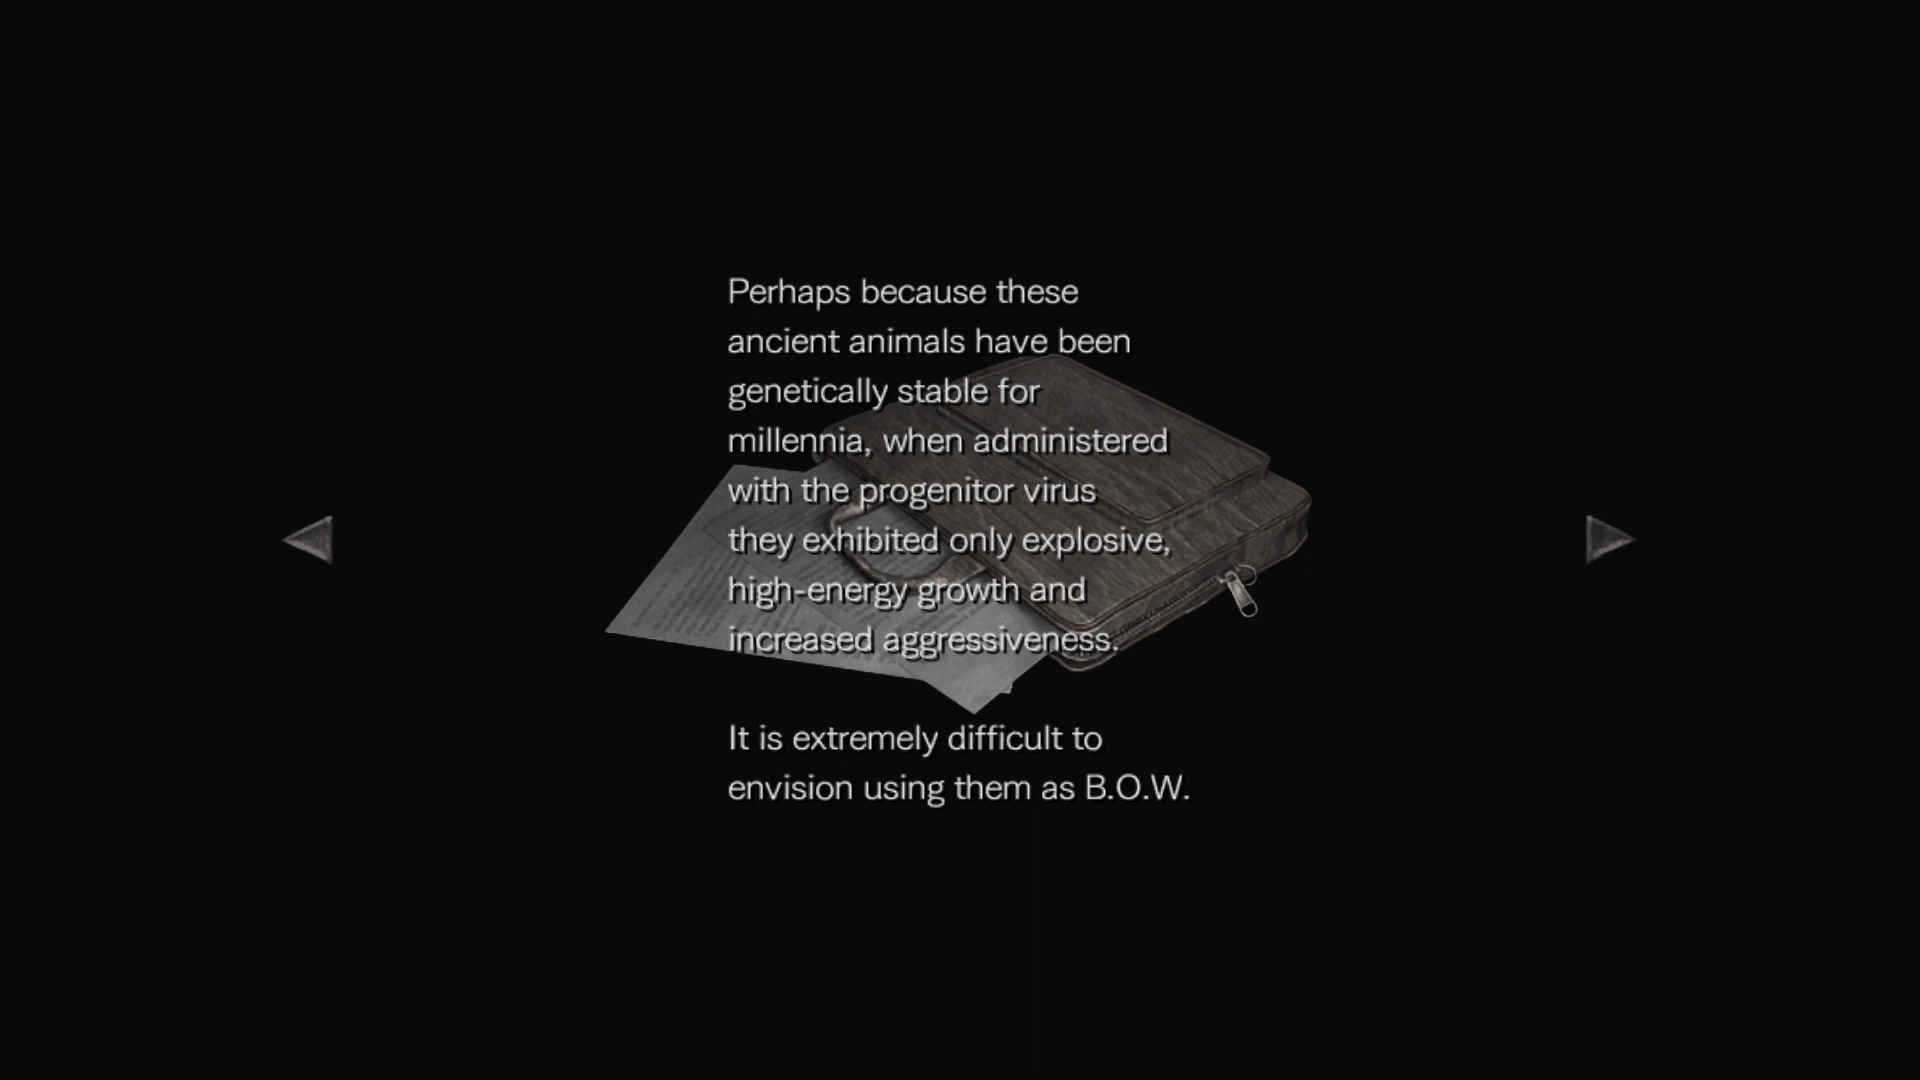 Perhaps because these
ancient animals have been
genetically stable for
millennia, when administered
with the progenitor virus
they exhibited only explosive,
high-energy growth and
increased aggressiveness.
It is extremely difficult to
envision using them as B.O.W.